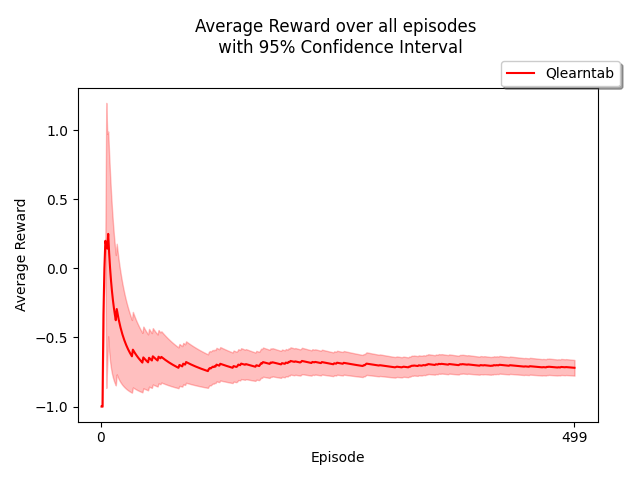 Average Reward over all episodes
with 95% Confidence Interval
Qlearntab
1.0
0.5
0.0
−0.5
−1.0
Average Reward
0
499
Episode